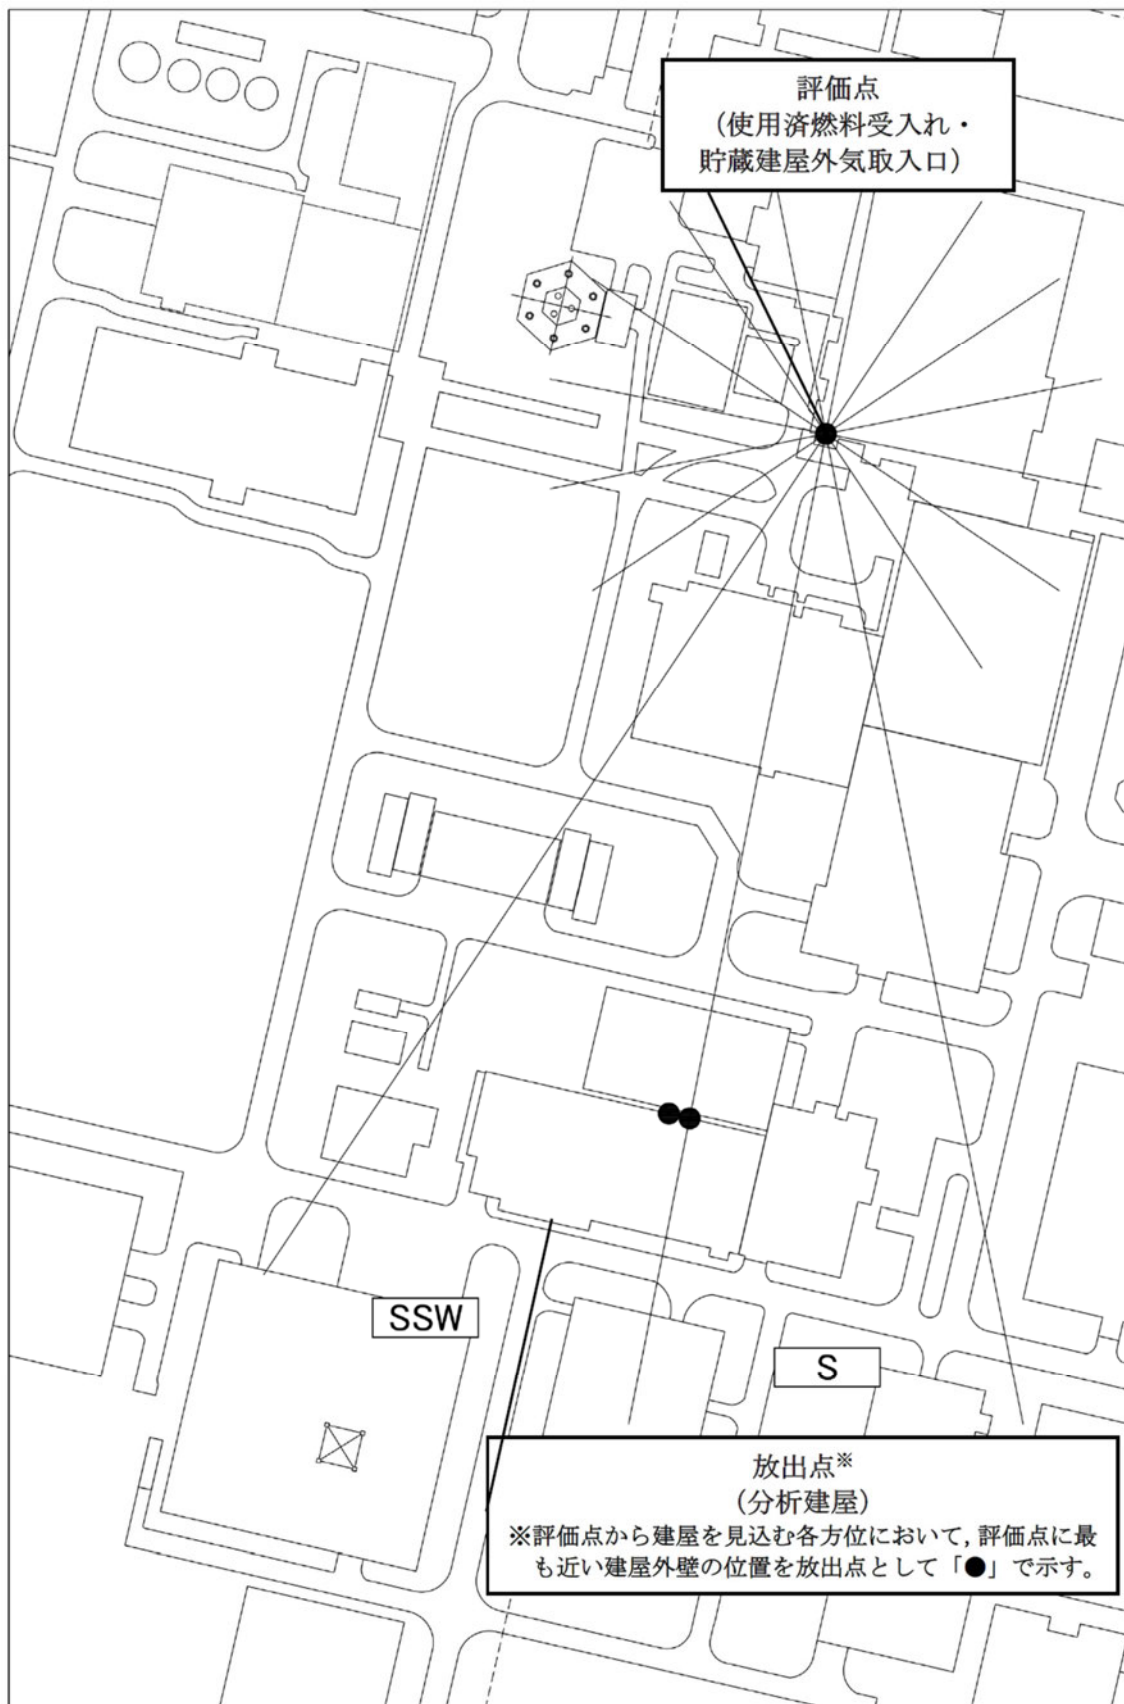 評価点
（使用済燃料受入れ・
貯蔵建屋外気取入口）
SSW
S
放出点※
（分析建屋）
※評価点から建屋を見込む各方位において，評価点に最
も近い建屋外壁の位置を放出点として「●」で示す。